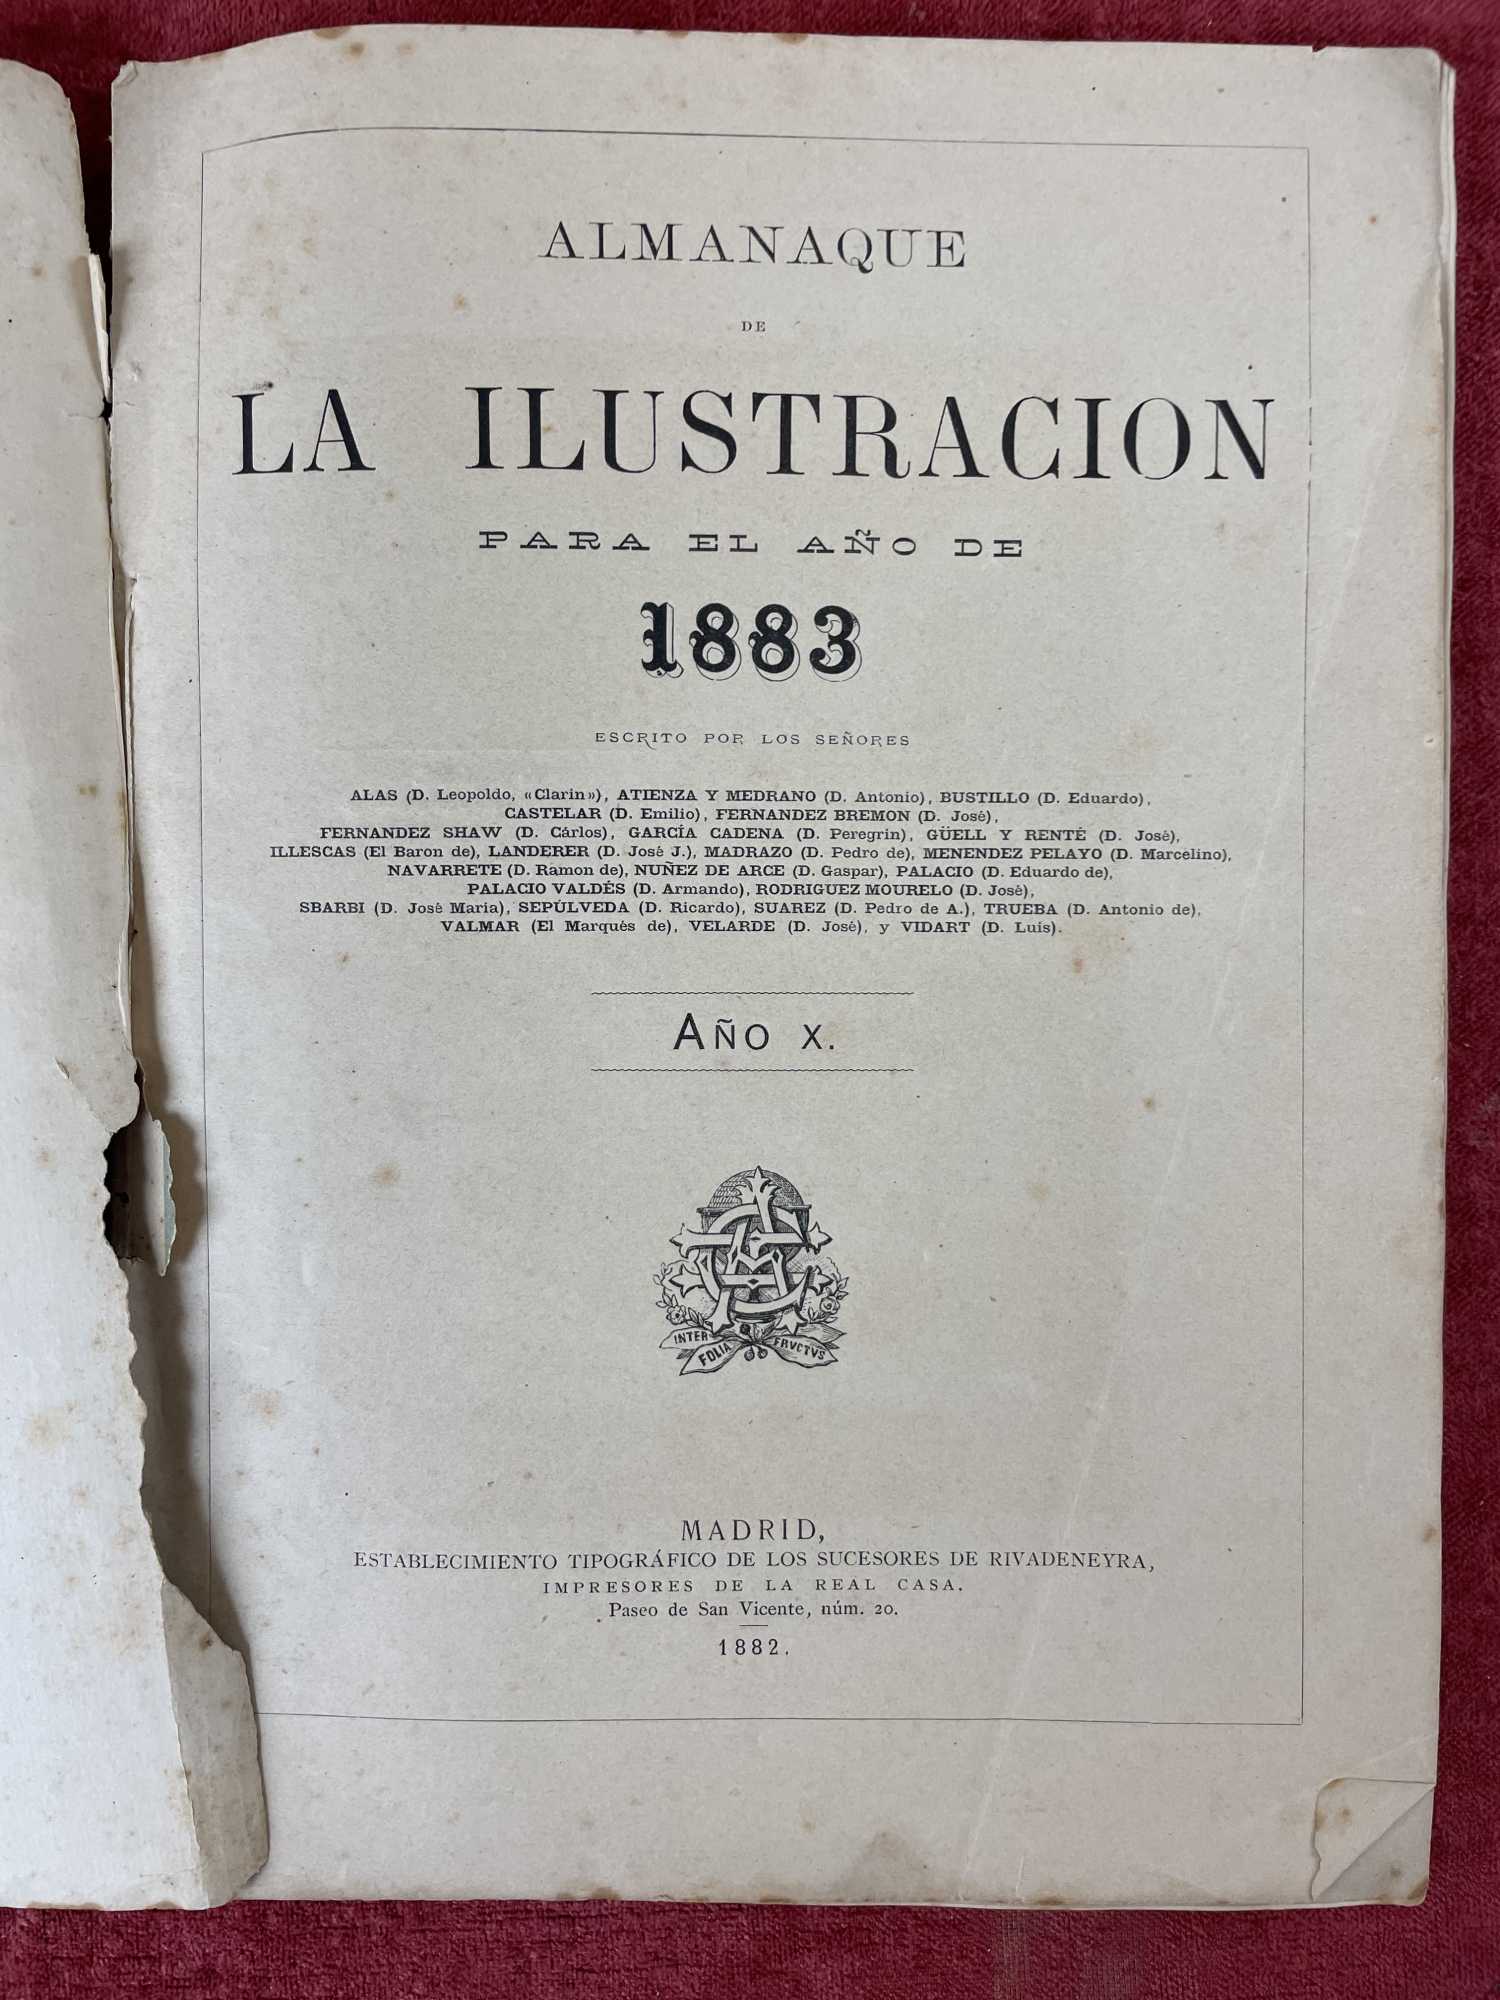 ALMANAQUE
DE
LA ILUSTRACION
PARA EL AÑO DE
1883
ESCRITO POR LOS SEÑORES
ALAS (D. Leopoldo, «Clarin»), ATIENZA Y MEDRANO (D. Antonio), BUSTILLO (D. Eduardo),
CASTELAR (D. Emilio), FERNANDEZ BREMON (D. José),
FERNANDEZ SHAW (D. Cárlos), GARCÍA CADENA (D. Peregrin), GÜELL Y RENTÉ (D. José),
ILLESCAS (El Baron de), LANDERER (D. José J.), MADRAZO (D. Pedro de), MENENDEZ PELAYO (D. Marcelino),
NAVARRETE (D. Ramon de), NUÑEZ DE ARCE (D. Gaspar), PALACIO (D. Eduardo de),
PALACIO VALDÉS (D. Armando), RODRIGUEZ MOURELO (D. José),
SBARBI (D. José Maria), SEPÚLVEDA (D. Ricardo), SUAREZ (D. Pedro de A.), TRUEBA (D. Antonio de),
VALMAR (El Marqués de), VELARDE (D. José), y VIDART (D. Luis).
AÑO X.
INTER FOLIA FRVCTVS
MADRID,
ESTABLECIMIENTO TIPOGRÁFICO DE LOS SUCESORES DE RIVADENEYRA,
IMPRESORES DE LA REAL CASA.
Paseo de San Vicente, núm. 20.
1882.